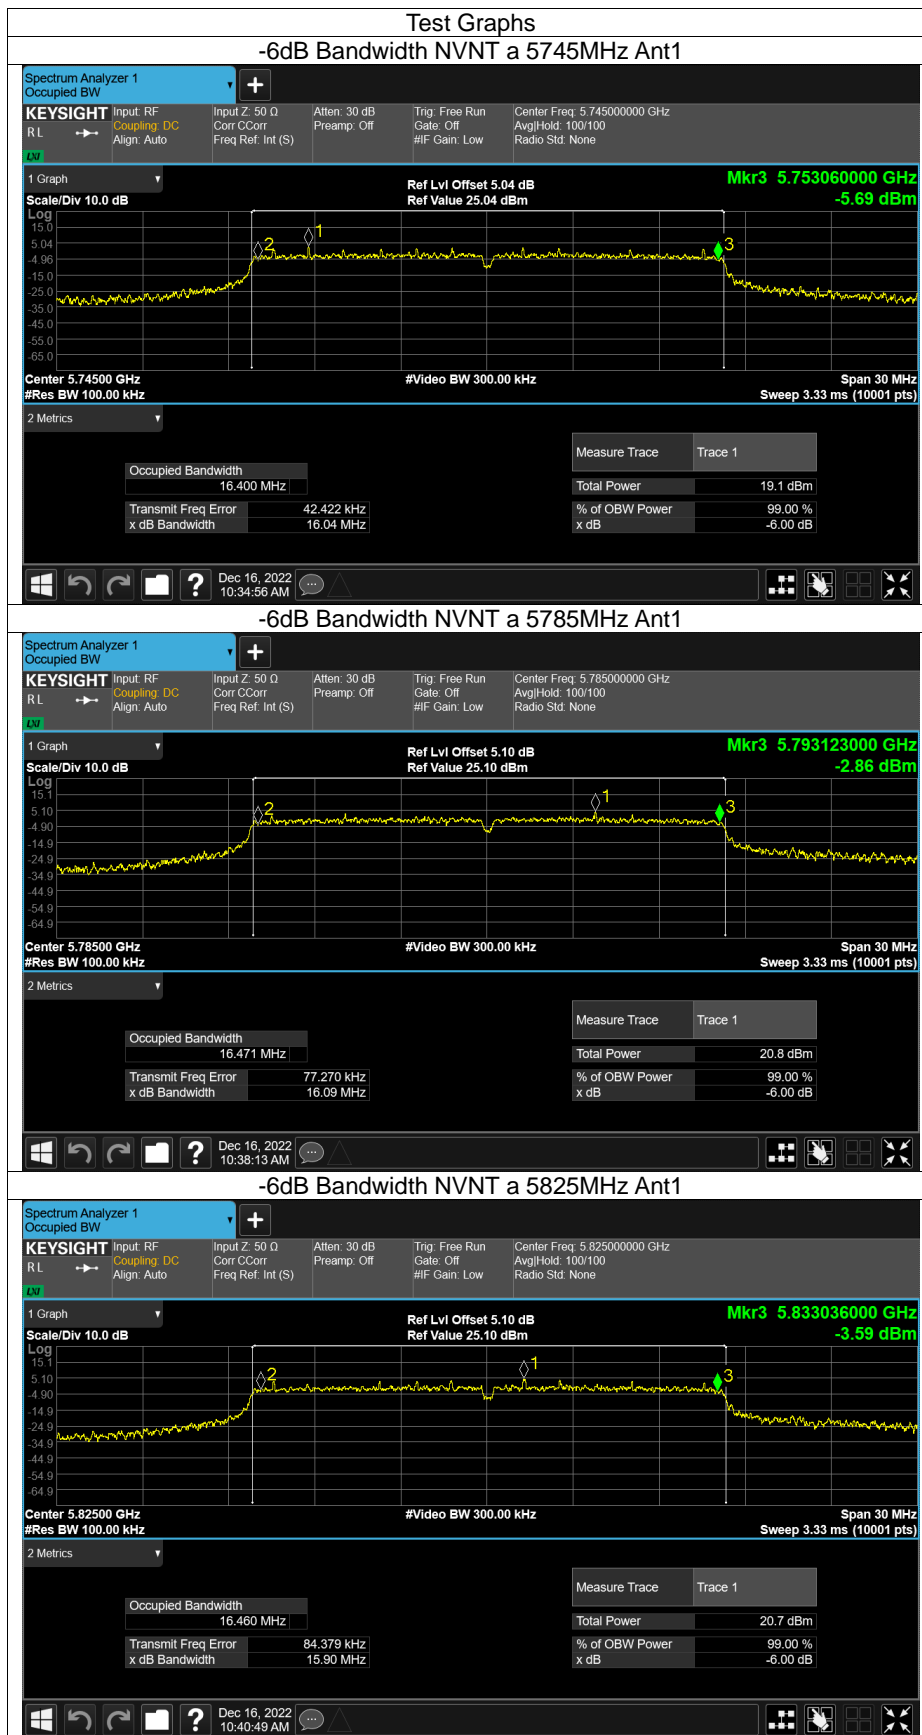 Test Graphs
-6dB Bandwidth NVNT a 5745MHz Ant1
Spectrum Analyzer 1
Occupied BW
+
KEYSIGHT Input: RF Input Z: 50 Ω Atten: 30 dB Trig: Free Run Center Freq: 5.745000000 GHz
R L Coupling: DC Corr CCorr Preamp: Off Gate: Off Avg|Hold: 100/100
Align: Auto Freq Ref: Int (S) #IF Gain: Low Radio Std: None
LXI
1 Graph Ref Lvl Offset 5.04 dB Mkr3 5.753060000 GHz
Scale/Div 10.0 dB Ref Value 25.04 dBm -5.69 dBm
Log
15.0
5.04
-4.96
-15.0
-25.0
-35.0
-45.0
-55.0
-65.0
2 1 3
Center 5.74500 GHz #Video BW 300.00 kHz Span 30 MHz
#Res BW 100.00 kHz Sweep 3.33 ms (10001 pts)
2 Metrics
Measure Trace Trace 1
Occupied Bandwidth
16.400 MHz Total Power 19.1 dBm
Transmit Freq Error 42.422 kHz % of OBW Power 99.00 %
x dB Bandwidth 16.04 MHz x dB -6.00 dB
? Dec 16, 2022
10:34:56 AM
-6dB Bandwidth NVNT a 5785MHz Ant1
Spectrum Analyzer 1
Occupied BW
+
KEYSIGHT Input: RF Input Z: 50 Ω Atten: 30 dB Trig: Free Run Center Freq: 5.785000000 GHz
R L Coupling: DC Corr CCorr Preamp: Off Gate: Off Avg|Hold: 100/100
Align: Auto Freq Ref: Int (S) #IF Gain: Low Radio Std: None
LXI
1 Graph Ref Lvl Offset 5.10 dB Mkr3 5.793123000 GHz
Scale/Div 10.0 dB Ref Value 25.10 dBm -2.86 dBm
Log
15.1
5.10
-4.90
-14.9
-24.9
-34.9
-44.9
-54.9
-64.9
2 1 3
Center 5.78500 GHz #Video BW 300.00 kHz Span 30 MHz
#Res BW 100.00 kHz Sweep 3.33 ms (10001 pts)
2 Metrics
Measure Trace Trace 1
Occupied Bandwidth
16.471 MHz Total Power 20.8 dBm
Transmit Freq Error 77.270 kHz % of OBW Power 99.00 %
x dB Bandwidth 16.09 MHz x dB -6.00 dB
? Dec 16, 2022
10:38:13 AM
-6dB Bandwidth NVNT a 5825MHz Ant1
Spectrum Analyzer 1
Occupied BW
+
KEYSIGHT Input: RF Input Z: 50 Ω Atten: 30 dB Trig: Free Run Center Freq: 5.825000000 GHz
R L Coupling: DC Corr CCorr Preamp: Off Gate: Off Avg|Hold: 100/100
Align: Auto Freq Ref: Int (S) #IF Gain: Low Radio Std: None
LXI
1 Graph Ref Lvl Offset 5.10 dB Mkr3 5.833036000 GHz
Scale/Div 10.0 dB Ref Value 25.10 dBm -3.59 dBm
Log
15.1
5.10
-4.90
-14.9
-24.9
-34.9
-44.9
-54.9
-64.9
2 1 3
Center 5.82500 GHz #Video BW 300.00 kHz Span 30 MHz
#Res BW 100.00 kHz Sweep 3.33 ms (10001 pts)
2 Metrics
Measure Trace Trace 1
Occupied Bandwidth
16.460 MHz Total Power 20.7 dBm
Transmit Freq Error 84.379 kHz % of OBW Power 99.00 %
x dB Bandwidth 15.90 MHz x dB -6.00 dB
? Dec 16, 2022
10:40:49 AM